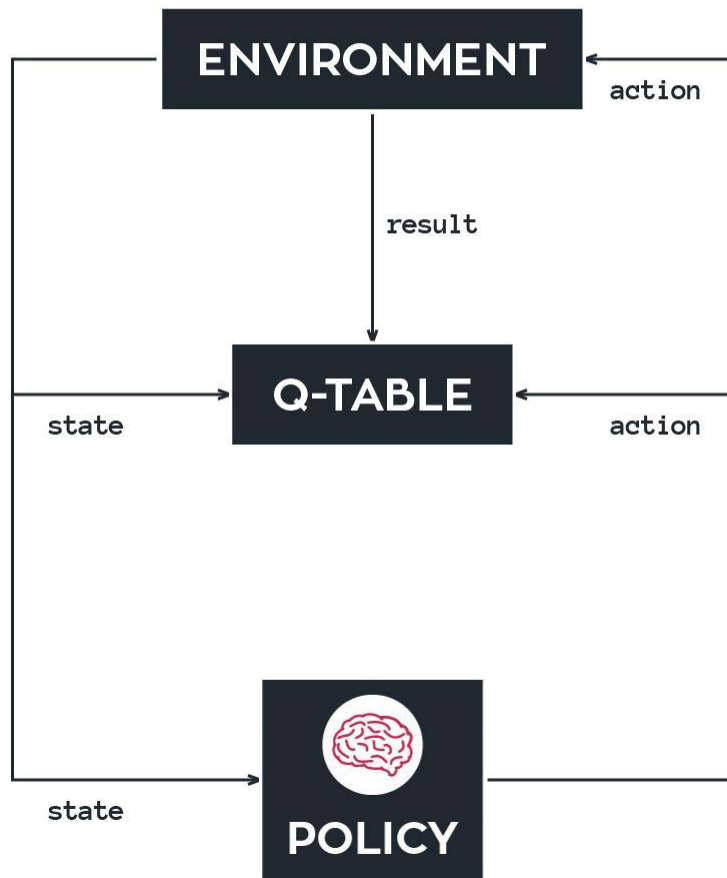 ENVIRONMENT
action
result
Q-TABLE
state
action
state
POLICY